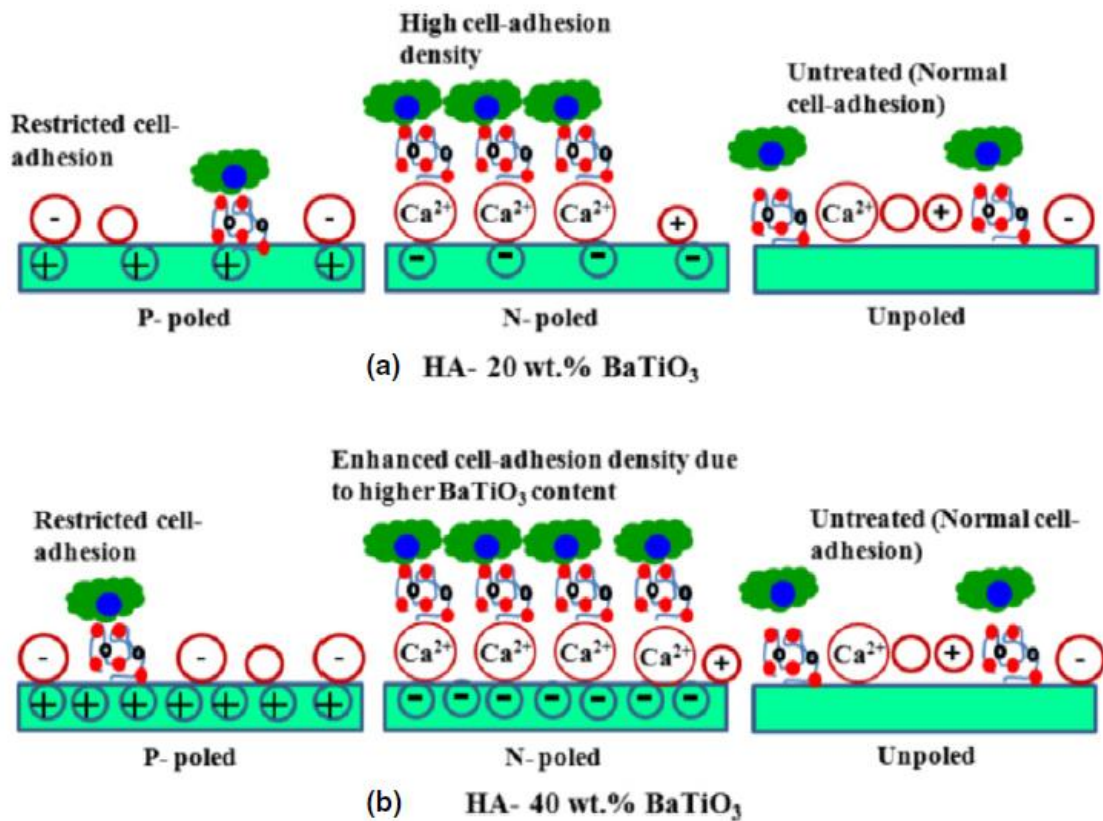 High cell-adhesion
density
Untreated (Normal
cell-adhesion)
Restricted cell-
adhesion
- - Ca²⁺ Ca²⁺ Ca²⁺ + Ca²⁺ + -
+ + + + - - - -
P- poled N- poled Unpoled
(a) HA- 20 wt.% BaTiO₃
Enhanced cell-adhesion density due
to higher BaTiO₃ content
Restricted cell-
adhesion
Untreated (Normal cell-
adhesion)
- - - Ca²⁺ Ca²⁺ Ca²⁺ Ca²⁺ + Ca²⁺ + -
+ + + + + + + - - - - - - -
P- poled N- poled Unpoled
(b) HA- 40 wt.% BaTiO₃